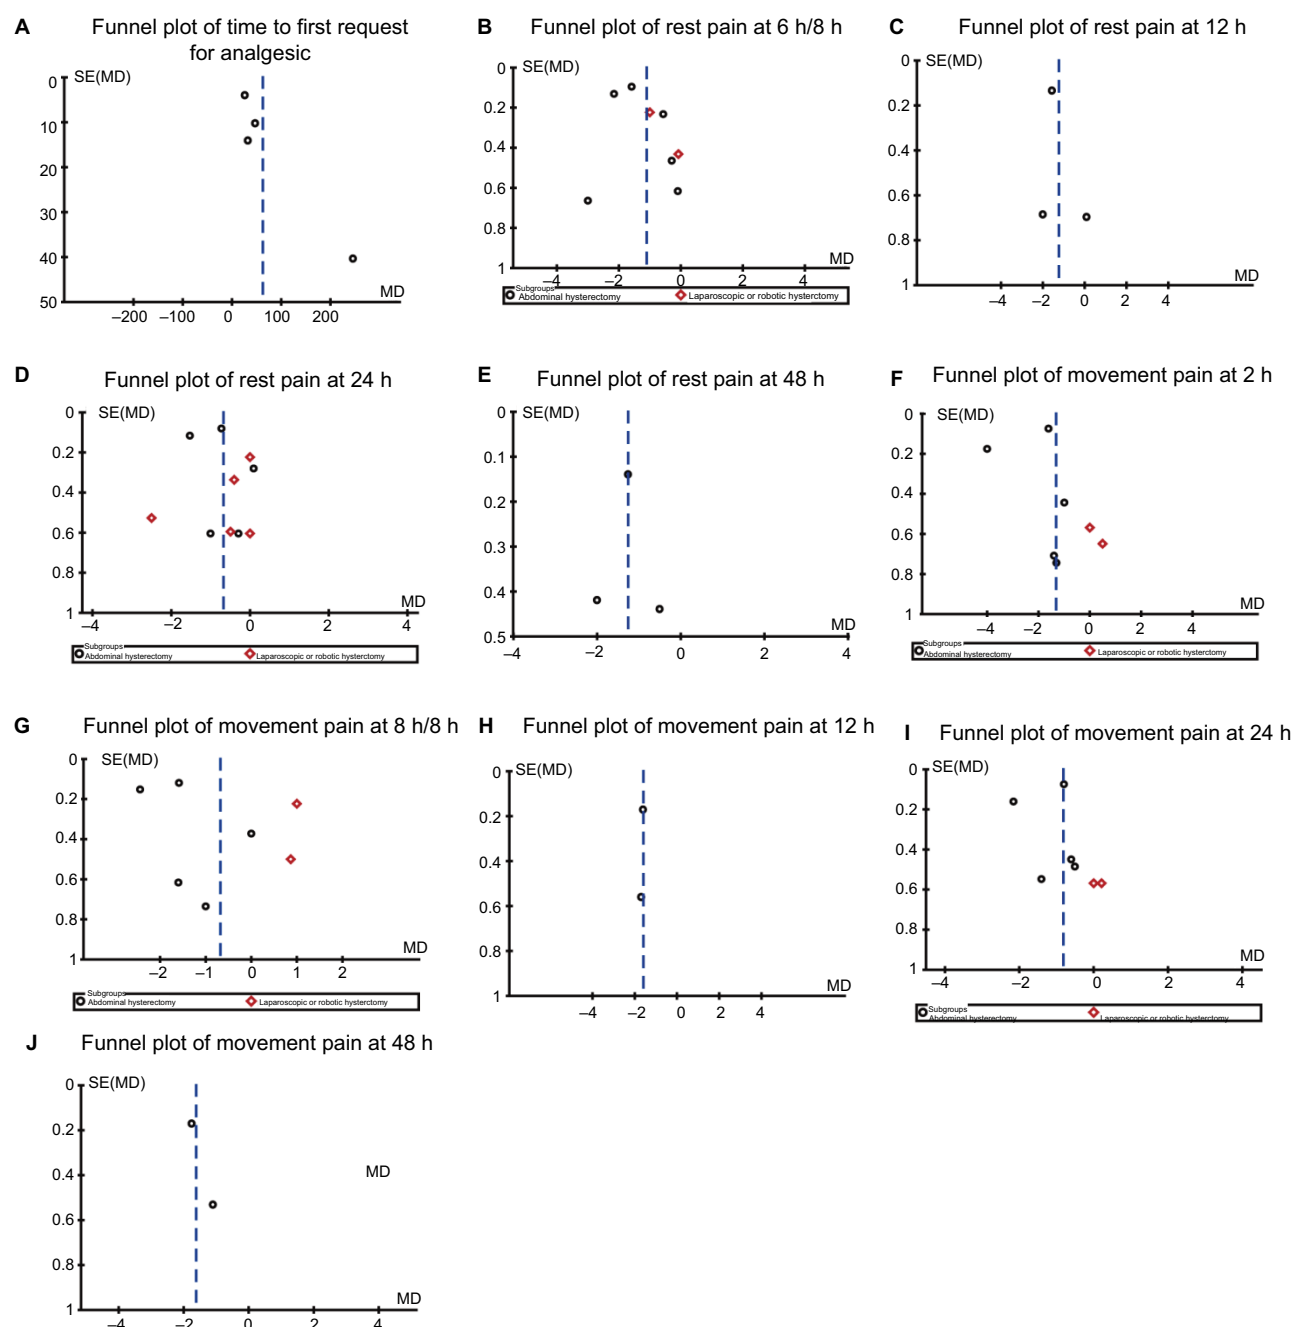 A
Funnel plot of time to first request
for analgesic
SE(MD)
0
10
20
30
40
50
MD
–200 –100 0 100 200
B
Funnel plot of rest pain at 6 h/8 h
SE(MD)
0
0.2
0.4
0.6
0.8
1
MD
–4 –2 0 2 4
Subgroups
Abdominal hysterectomy Laparoscopic or robotic hysterctomy
C
Funnel plot of rest pain at 12 h
SE(MD)
0
0.2
0.4
0.6
0.8
1
MD
–4 –2 0 2 4
D
Funnel plot of rest pain at 24 h
SE(MD)
0
0.2
0.4
0.6
0.8
1
MD
–4 –2 0 2 4
Subgroups
Abdominal hysterectomy Laparoscopic or robotic hysterctomy
E
Funnel plot of rest pain at 48 h
SE(MD)
0
0.1
0.2
0.3
0.4
0.5
MD
–4 –2 0 2 4
F
Funnel plot of movement pain at 2 h
SE(MD)
0
0.2
0.4
0.6
0.8
1
MD
–4 –2 0 2 4
Subgroups
Abdominal hysterectomy Laparoscopic or robotic hysterctomy
G
Funnel plot of movement pain at 8 h/8 h
SE(MD)
0
0.2
0.4
0.6
0.8
1
MD
–2 –1 0 1 2
Subgroups
Abdominal hysterectomy Laparoscopic or robotic hysterctomy
H
Funnel plot of movement pain at 12 h
SE(MD)
0
0.2
0.4
0.6
0.8
1
MD
–4 –2 0 2 4
I
Funnel plot of movement pain at 24 h
SE(MD)
0
0.2
0.4
0.6
0.8
1
MD
–4 –2 0 2 4
Subgroups
Abdominal hysterectomy Laparoscopic or robotic hysterctomy
J
Funnel plot of movement pain at 48 h
SE(MD)
0
0.2
0.4
MD
0.6
0.8
1
MD
–4 –2 0 2 4